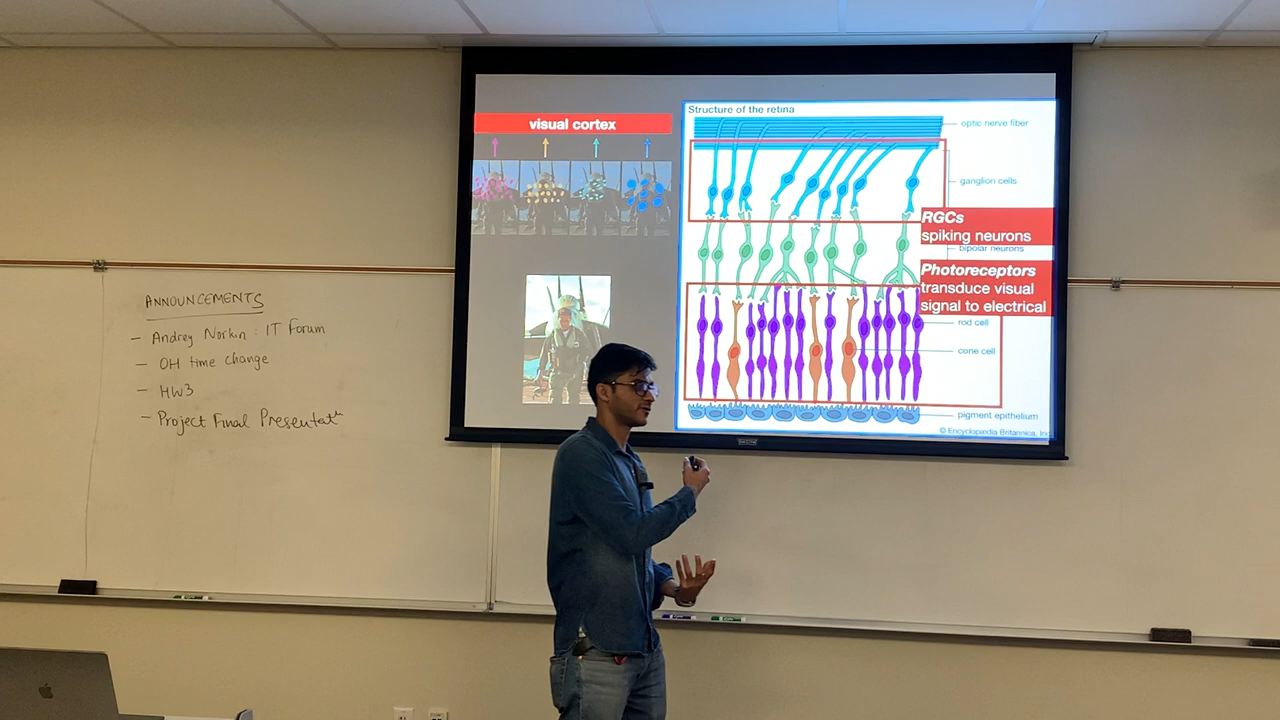 ANNOUNCEMENTS
– Andrey Norkin : IT Forum
– OH time change
– HW3
– Project Final Presentatⁿ
visual cortex
Structure of the retina
optic nerve fiber
ganglion cells
RGCs
spiking neurons
bipolar neurons
Photoreceptors
transduce visual
signal to electrical
rod cell
cone cell
pigment epithelium
© Encyclopædia Britannica, Inc